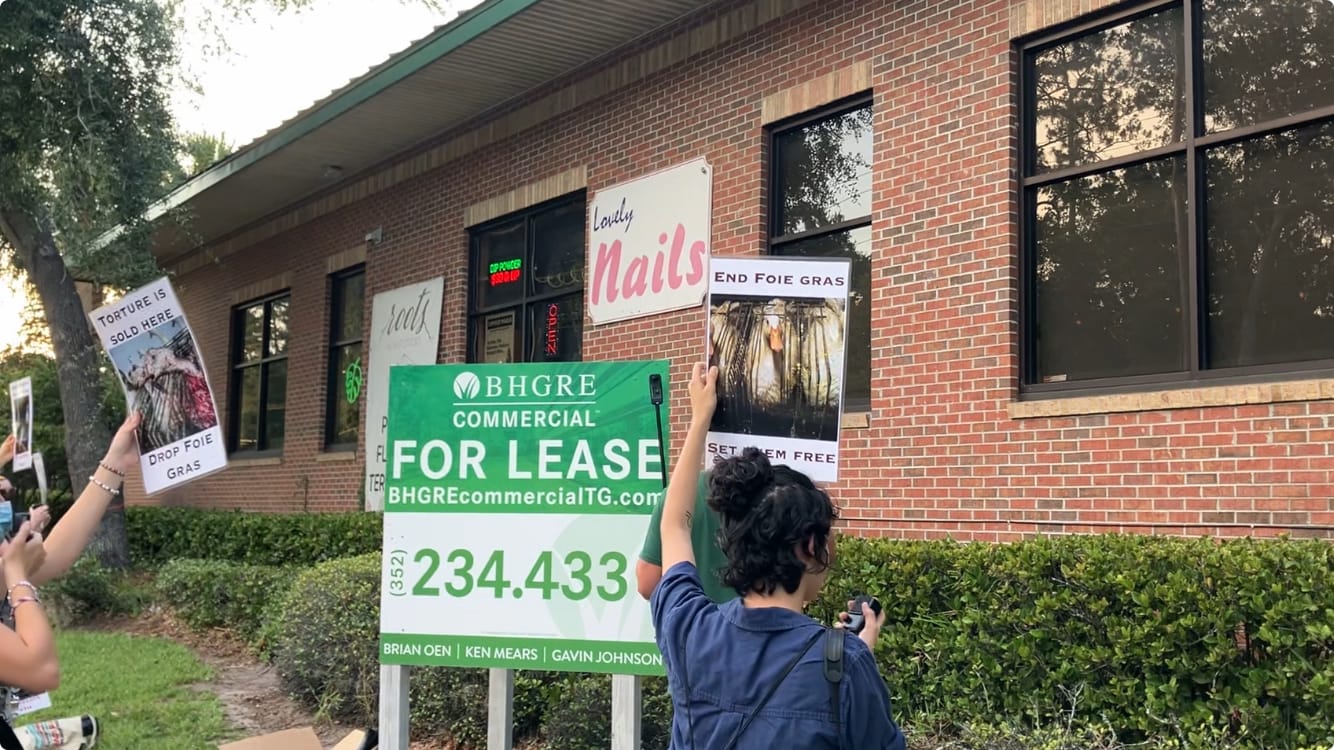 TORTURE IS
SOLD HERE
DROP FOIE
GRAS
roots
DIP POWDER
Lovely
Nails
END FOIE GRAS
SET FREE
BHGRE
COMMERCIAL
FOR LEASE
BHGREcommercialTG.com
(352) 234.433
BRIAN OEN | KEN MEARS | GAVIN JOHNSON